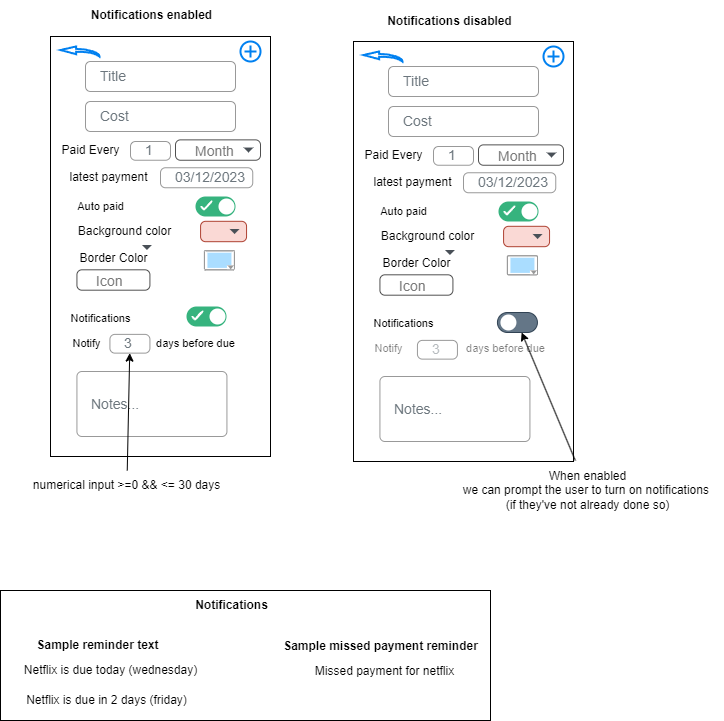 Notifications enabled
Title
Cost
Paid Every 1 Month
latest payment 03/12/2023
Auto paid
Background color
Border Color
Icon
Notifications
Notify 3 days before due
Notes...
numerical input >=0 && <= 30 days
Notifications disabled
Title
Cost
Paid Every 1 Month
latest payment 03/12/2023
Auto paid
Background color
Border Color
Icon
Notifications
Notify 3 days before due
Notes...
When enabled
we can prompt the user to turn on notifications
(if they've not already done so)
Notifications
Sample reminder text
Netflix is due today (wednesday)
Netflix is due in 2 days (friday)
Sample missed payment reminder
Missed payment for netflix